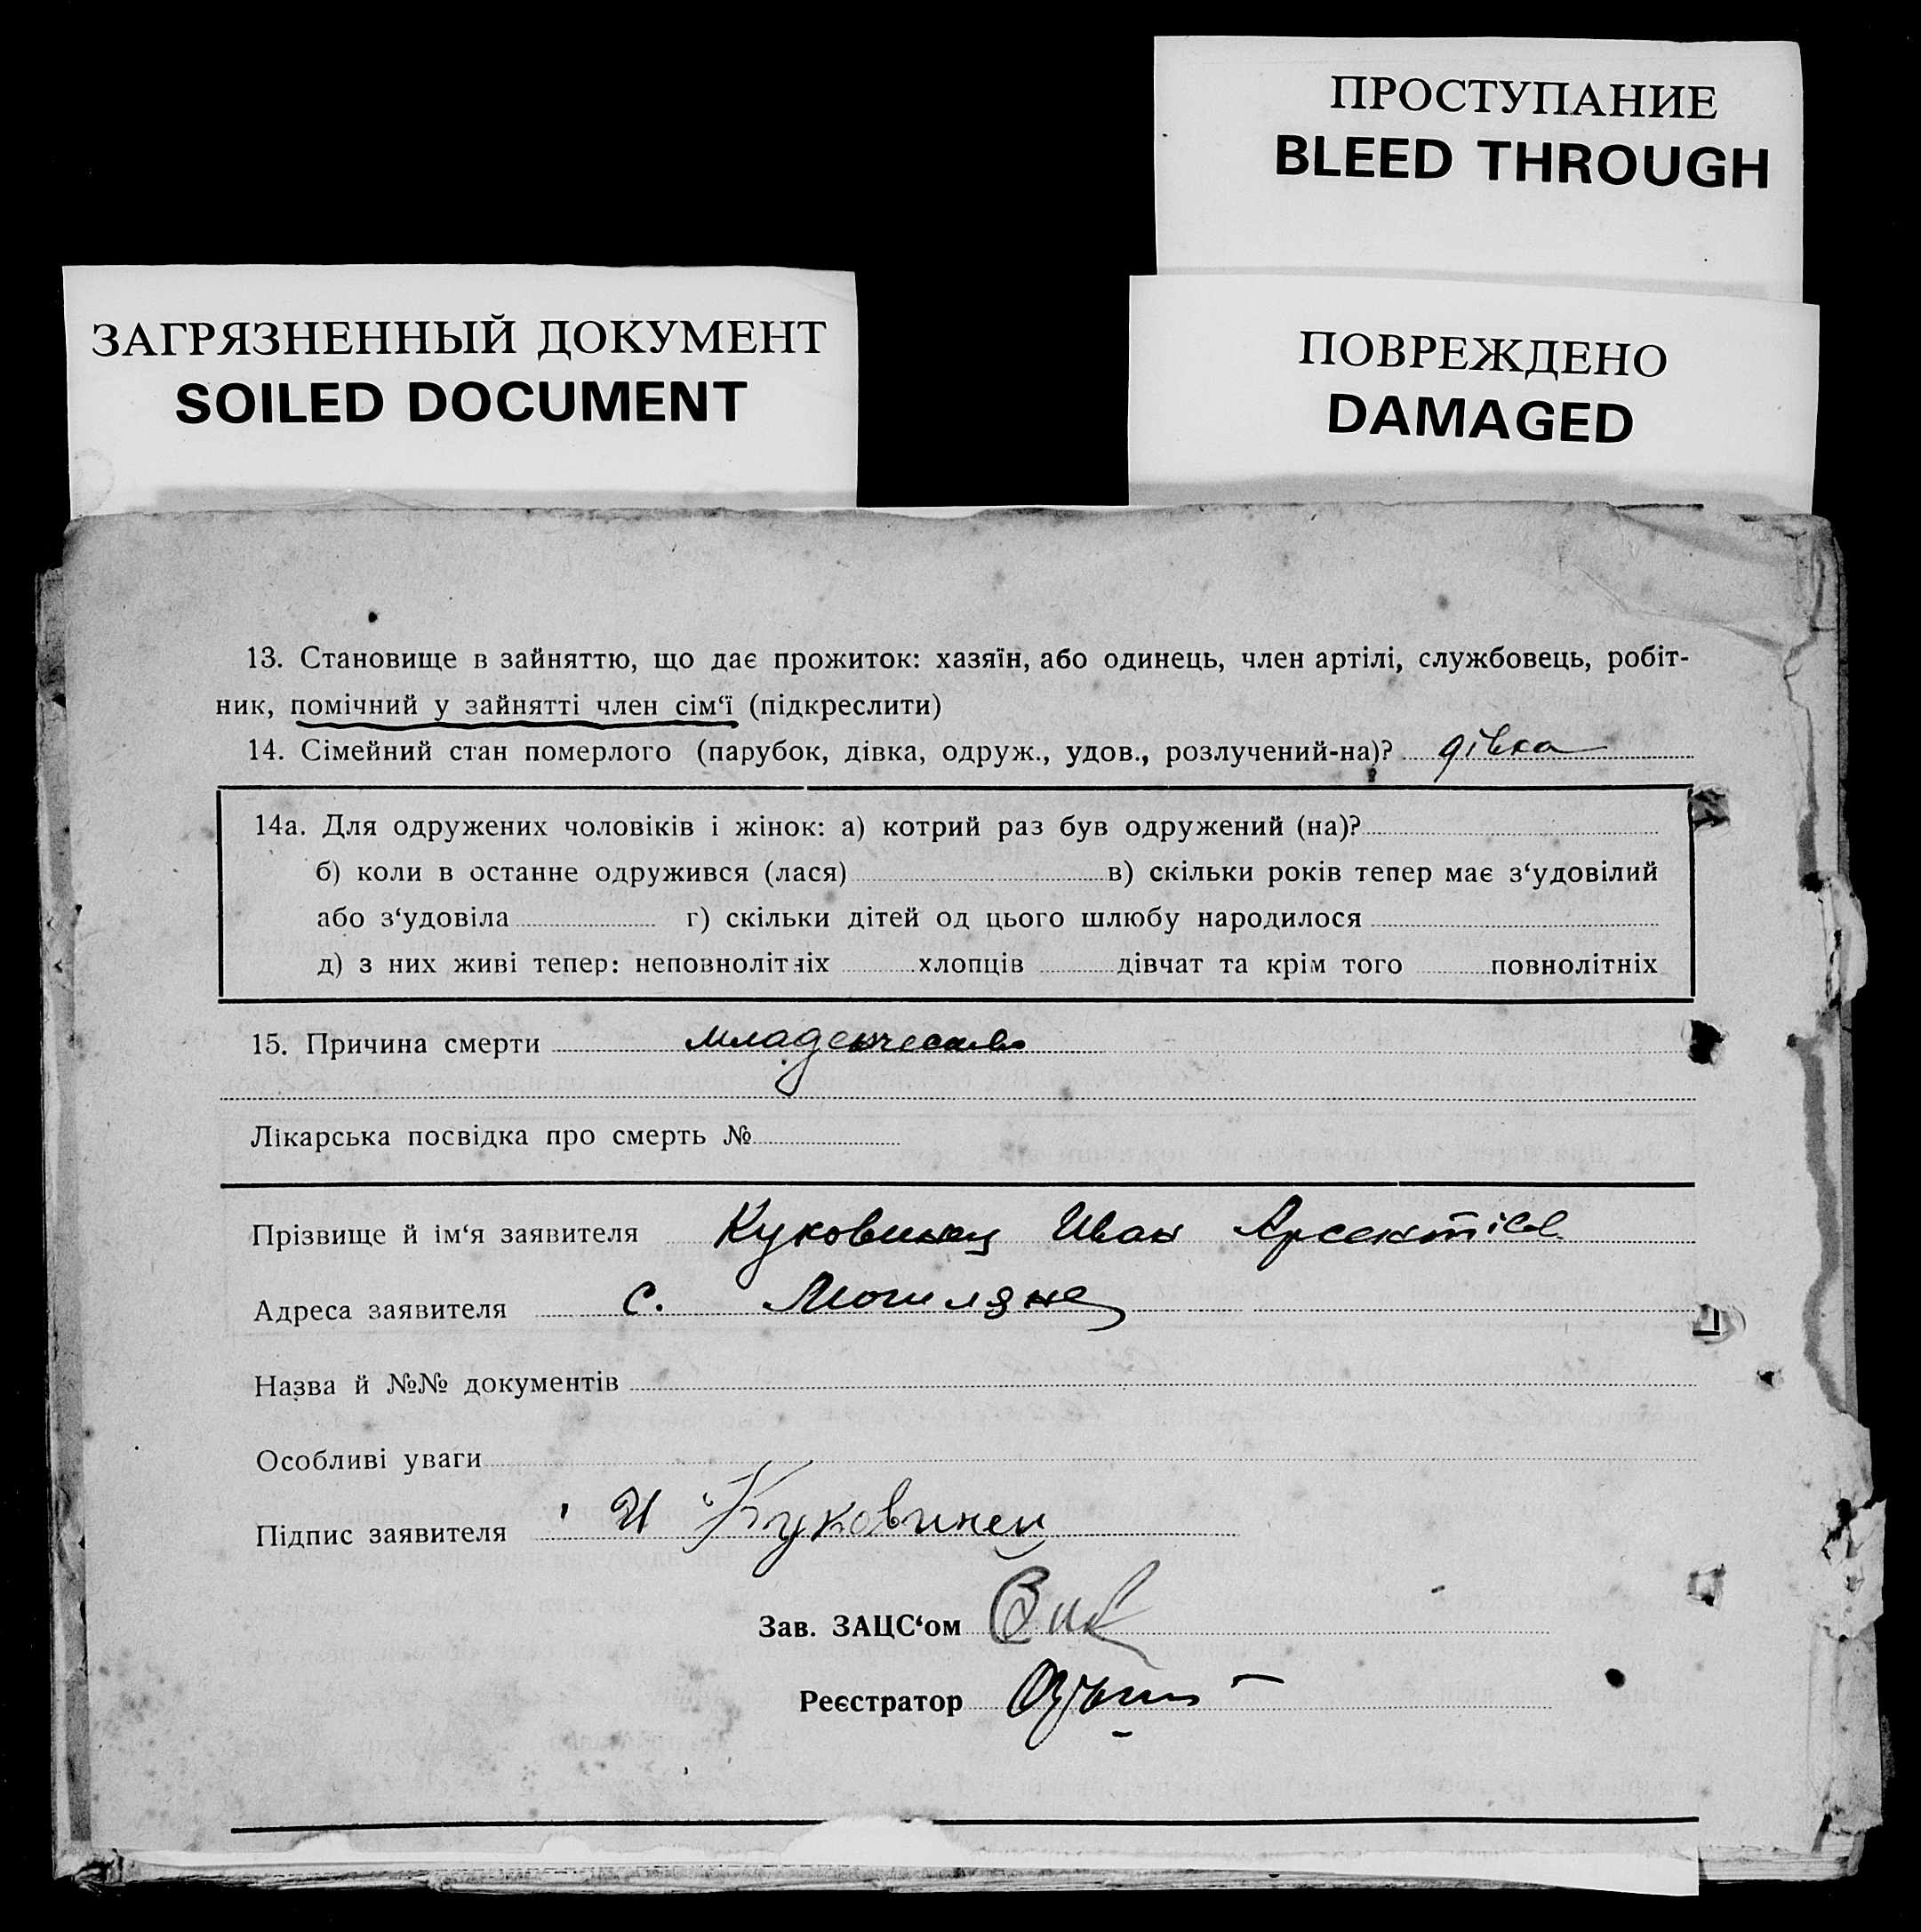 ПРОСТУПАНИЕ
BLEED THROUGH
ЗАГРЯЗНЕННЫЙ ДОКУМЕНТ
SOILED DOCUMENT
ПОВРЕЖДЕНО
DAMAGED
13. Становище в зайняттю, що дає прожиток: хазяїн, або одинець, член артілі, службовець, робіт-
ник, помічний у зайнятті член сім‘ї (підкреслити)
14. Сімейний стан померлого (парубок, дівка, одруж., удов., розлучений-на)? дівка
14а. Для одружених чоловіків і жінок: а) котрий раз був одружений (на)?
б) коли в останне одружився (лася) в) скільки років тепер має з‘удовілий
або з‘удовіла г) скільки дітей од цього шлюбу народилося
д) з них живі тепер: неповнолітніх хлопців дівчат та крім того повнолітніх
15. Причина смерти младенчество
Лікарська посвідка про смерть №
Прізвище й ім‘я заявителя Куковинец Иван Арсентієв
Адреса заявителя с. Могиляне
Назва й №№ документів
Особливі уваги
Підпис заявителя И Куковинец
Зав. ЗАЦС‘ом
Реєстратор